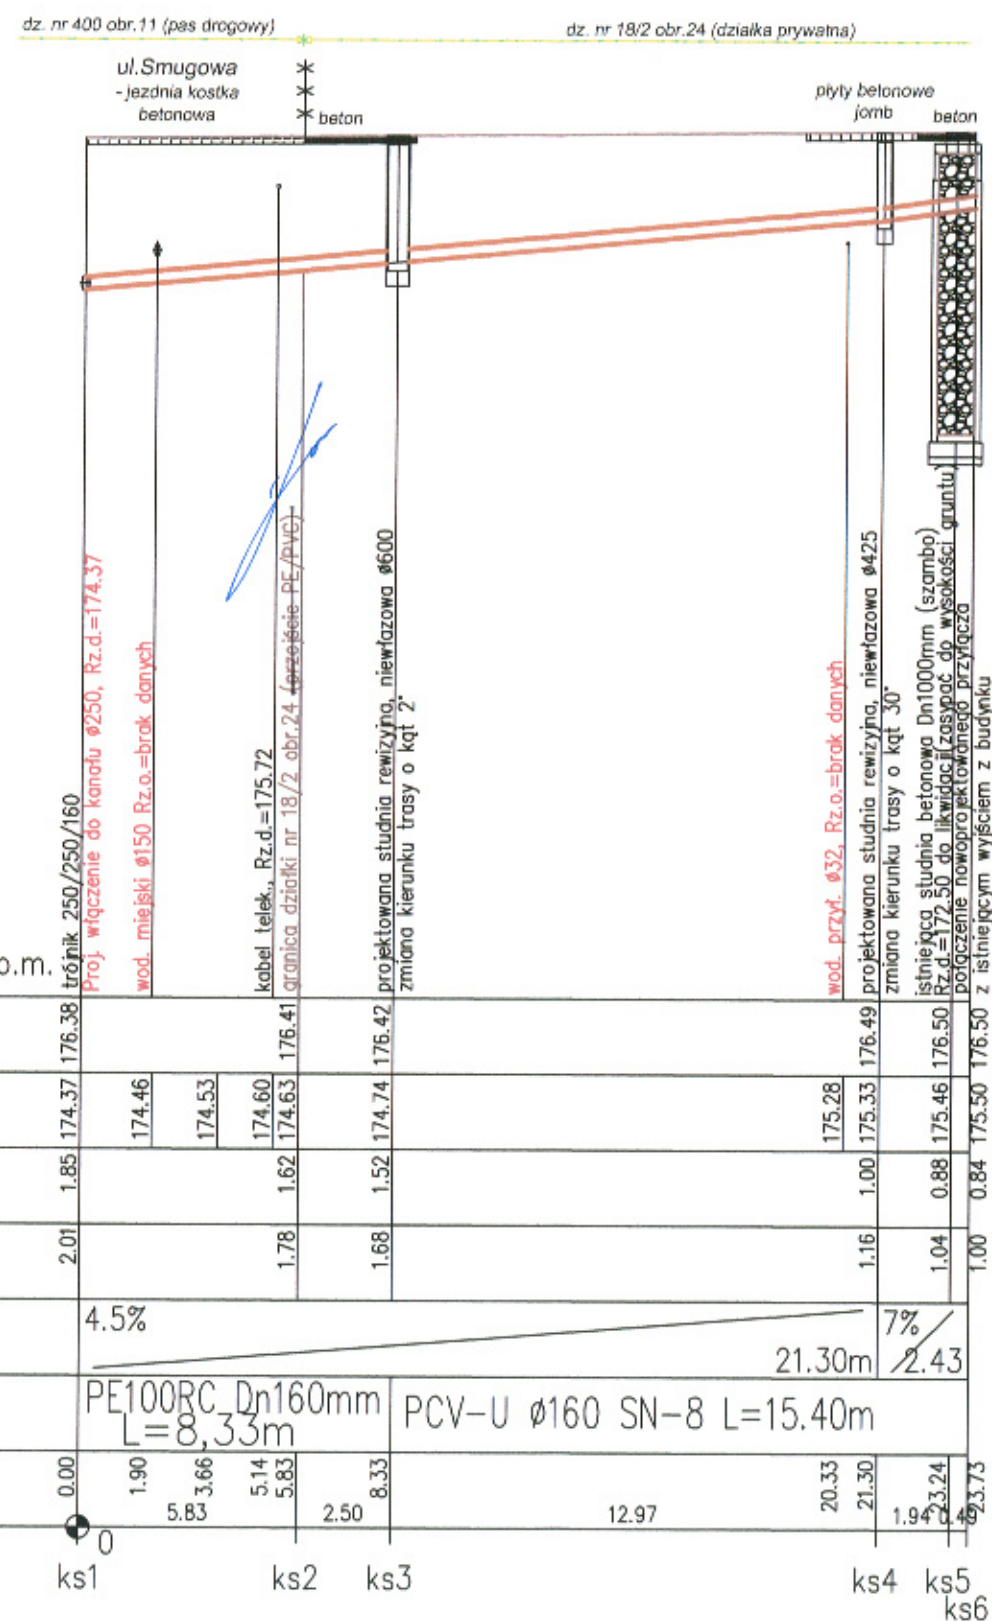 dz. nr 400 obr.11 (pas drogowy)
dz. nr 18/2 obr.24 (działka prywatna)
ul.Smugowa
- jezdnia kostka
betonowa
beton
płyty betonowe
jomb
beton
o.m.
trójnik 250/250/160
Proj. włączenie do kanału ø250, Rz.d.=174.37
wod. miejski ø150 Rz.o.=brak danych
kabel telek., Rz.d.=175.72
granica działki nr 18/2 obr.24 (przejście PE/PVC)
projektowana studnia rewizyjna, niewłazowa ø600
zmiana kierunku trasy o kąt 2°
wod. przył. ø32, Rz.o.=brak danych
projektowana studnia rewizyjna, niewłazowa ø425
zmiana kierunku trasy o kąt 30°
istniejąca studnia betonowa Dn1000mm (szambo)
Rz.d.=172.50 do likwidacji(zasypać do wysokości gruntu)
połączenie nowoprojektowanego przyłącza
z istniejącym wyjściem z budynku
176.38 176.41 176.42 176.49 176.50 176.50
174.37 174.46 174.53 174.60 174.63 174.74 175.28 175.33 175.46 175.50
1.85 1.62 1.52 1.00 0.88 0.84
2.01 1.78 1.68 1.16 1.04 1.00
4.5% 7%
21.30m 2.43
PE100RC Dn160mm
L=8,33m
PCV-U ø160 SN-8 L=15.40m
0.00 1.90 3.66 5.14 5.83 8.33 20.33 21.30 23.24 23.73
5.83 2.50 12.97 1.94 0.49
0
ks1 ks2 ks3 ks4 ks5
ks6